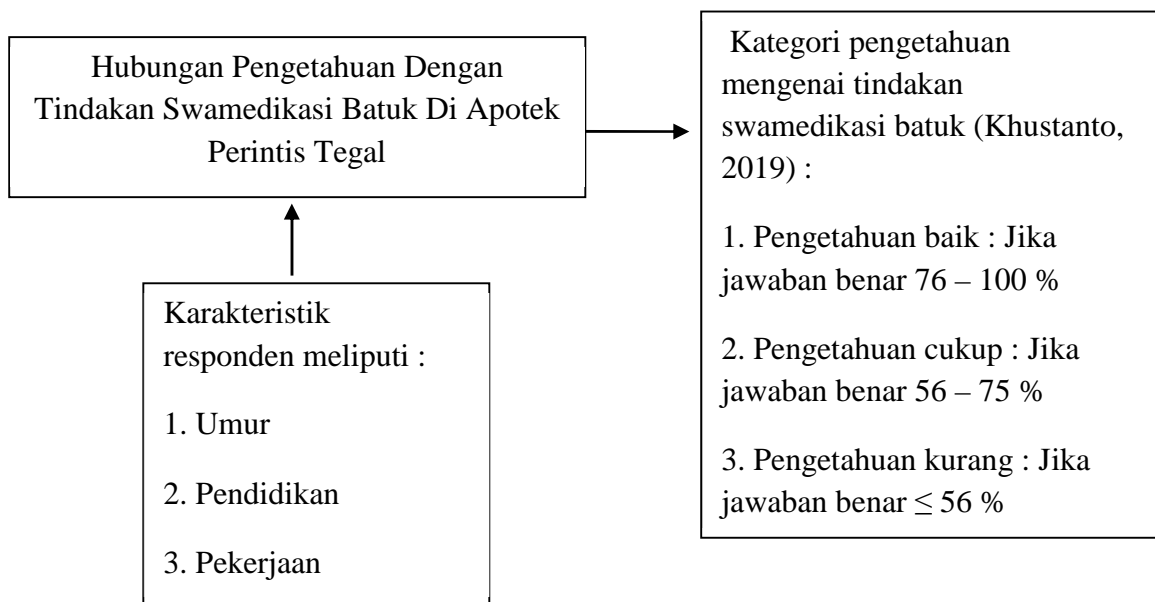 Hubungan Pengetahuan Dengan
Tindakan Swamedikasi Batuk Di Apotek
Perintis Tegal
Kategori pengetahuan
mengenai tindakan
swamedikasi batuk (Khustanto,
2019) :
1. Pengetahuan baik : Jika
jawaban benar 76 – 100 %
2. Pengetahuan cukup : Jika
jawaban benar 56 – 75 %
3. Pengetahuan kurang : Jika
jawaban benar ≤ 56 %
Karakteristik
responden meliputi :
1. Umur
2. Pendidikan
3. Pekerjaan